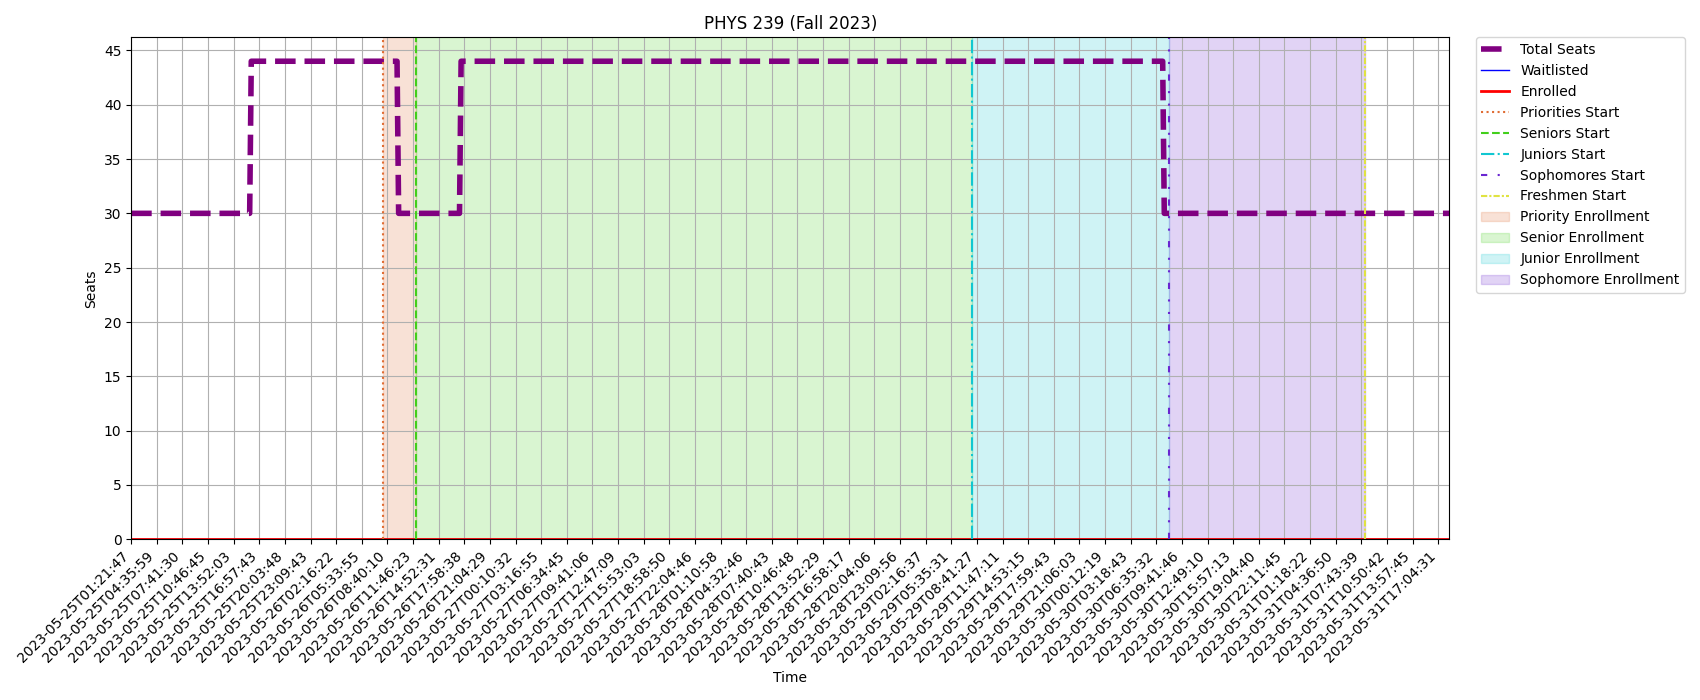 PHYS 239 (Fall 2023)
45
40
35
30
25
20
15
10
5
0
Seats
2023-05-25T01:21:47
2023-05-25T04:35:59
2023-05-25T07:41:30
2023-05-25T10:46:45
2023-05-25T13:52:03
2023-05-25T16:57:43
2023-05-25T20:03:48
2023-05-25T23:09:43
2023-05-26T02:16:22
2023-05-26T05:33:55
2023-05-26T08:40:10
2023-05-26T11:46:23
2023-05-26T14:52:31
2023-05-26T17:58:38
2023-05-26T21:04:29
2023-05-27T00:10:32
2023-05-27T03:16:55
2023-05-27T06:34:45
2023-05-27T09:41:06
2023-05-27T12:47:09
2023-05-27T15:53:03
2023-05-27T18:58:50
2023-05-27T22:04:46
2023-05-28T01:10:58
2023-05-28T04:32:46
2023-05-28T07:40:43
2023-05-28T10:46:48
2023-05-28T13:52:29
2023-05-28T16:58:17
2023-05-28T20:04:06
2023-05-28T23:09:56
2023-05-29T02:16:37
2023-05-29T05:35:31
2023-05-29T08:41:27
2023-05-29T11:47:11
2023-05-29T14:53:15
2023-05-29T17:59:43
2023-05-29T21:06:03
2023-05-30T00:12:19
2023-05-30T03:18:43
2023-05-30T06:35:32
2023-05-30T09:41:46
2023-05-30T12:49:10
2023-05-30T15:57:13
2023-05-30T19:04:40
2023-05-30T22:11:45
2023-05-31T01:18:22
2023-05-31T04:36:50
2023-05-31T07:43:39
2023-05-31T10:50:42
2023-05-31T13:57:45
2023-05-31T17:04:31
Time
Total Seats
Waitlisted
Enrolled
Priorities Start
Seniors Start
Juniors Start
Sophomores Start
Freshmen Start
Priority Enrollment
Senior Enrollment
Junior Enrollment
Sophomore Enrollment